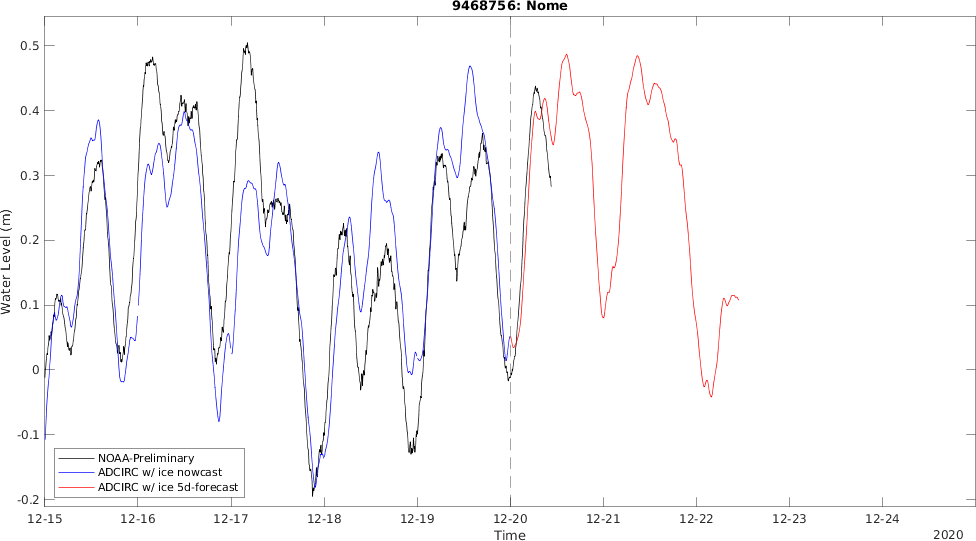 9468756: Nome
Water Level (m)
0.5
0.4
0.3
0.2
0.1
0
-0.1
-0.2
NOAA-Preliminary
ADCIRC w/ ice nowcast
ADCIRC w/ ice 5d-forecast
12-15 12-16 12-17 12-18 12-19 12-20 12-21 12-22 12-23 12-24
Time
2020